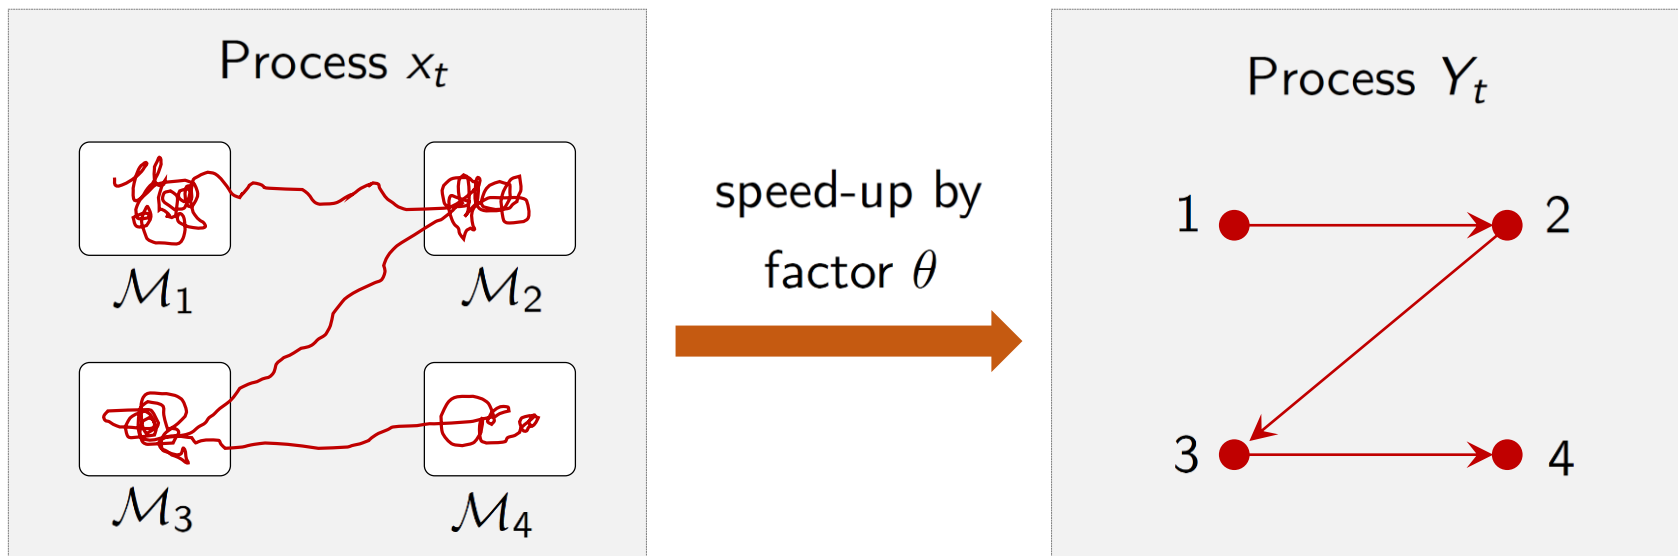 Process x_t
M_1
M_2
M_3
M_4
speed-up by
factor θ
Process Y_t
1
2
3
4